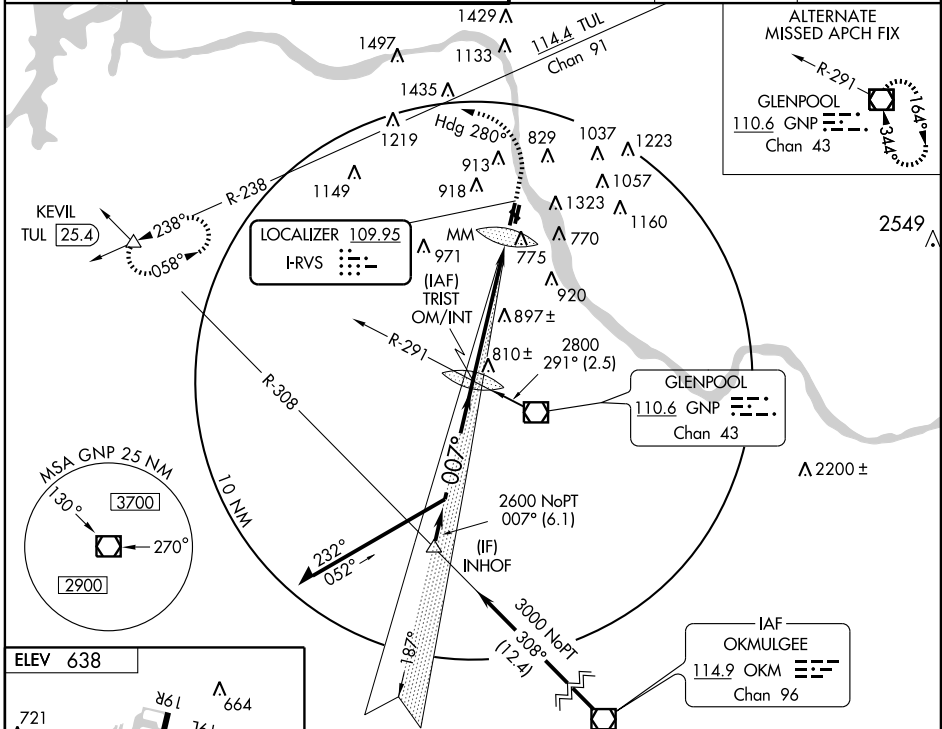 1429
1497
1133
114.4 TUL
Chan 91
1435
1219
Hdg 280°
913
829
1037
1223
1149
918
1057
1323
1160
R-238
ALTERNATE
MISSED APCH FIX
R-291
GLENPOOL
110.6 GNP
Chan 43
164°
344°
2549
KEVIL
TUL 25.4
238°
058°
LOCALIZER 109.95
I-RVS
MM
971
775
770
920
(IAF)
TRIST
OM/INT
897±
810±
R-291
2800
291° (2.5)
R-308
GLENPOOL
110.6 GNP
Chan 43
2200±
MSA GNP 25 NM
130°
3700
270°
2900
10 NM
007°
2600 NoPT
007° (6.1)
(IF)
INHOF
232°
052°
3000 NoPT
308°
(12.4)
187°
IAF
OKMULGEE
114.9 OKM
Chan 96
ELEV 638
721
19R
19L
664